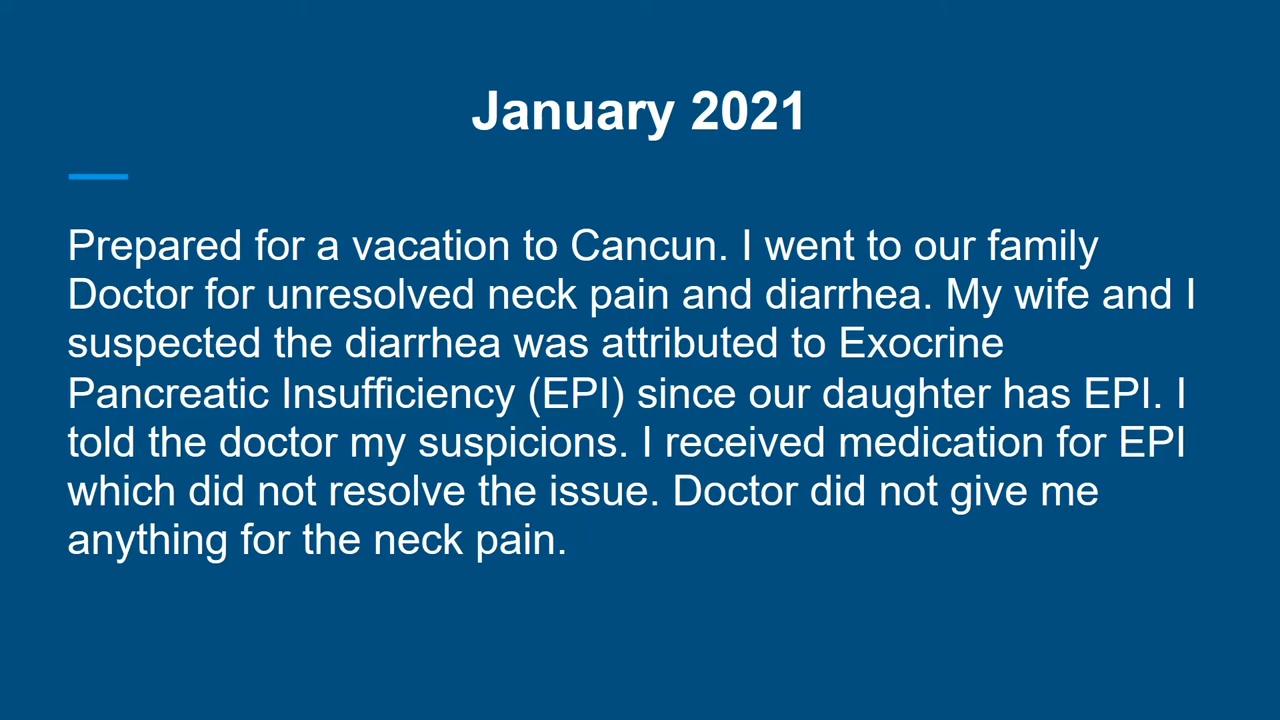 January 2021
Prepared for a vacation to Cancun. I went to our family
Doctor for unresolved neck pain and diarrhea. My wife and I
suspected the diarrhea was attributed to Exocrine
Pancreatic Insufficiency (EPI) since our daughter has EPI. I
told the doctor my suspicions. I received medication for EPI
which did not resolve the issue. Doctor did not give me
anything for the neck pain.